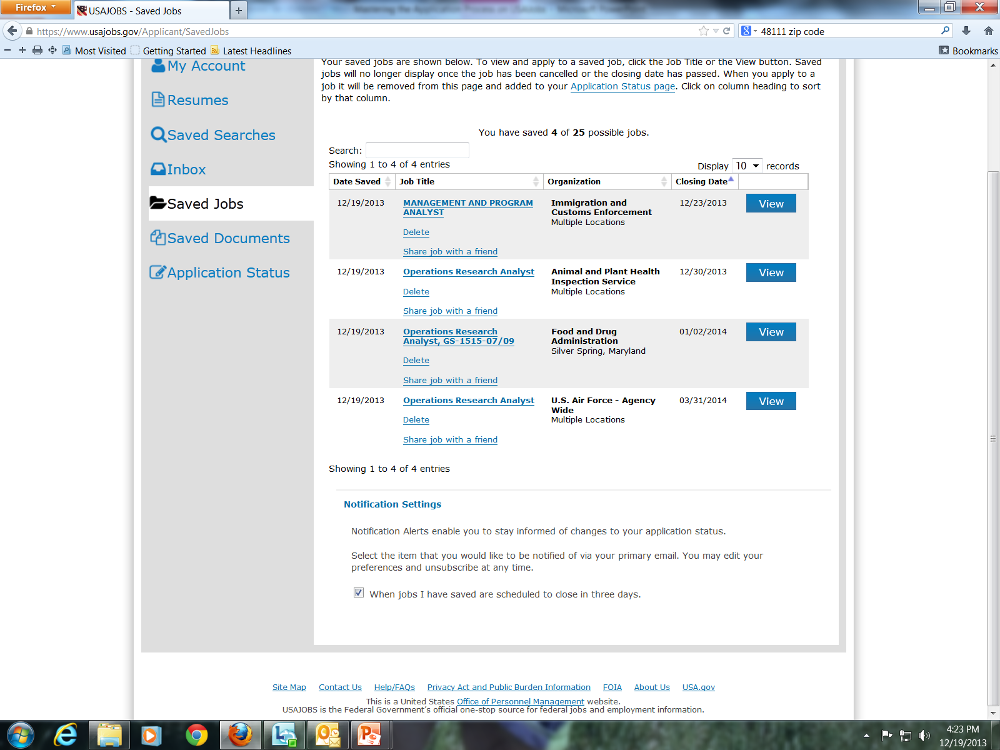 Firefox
USAJOBS - Saved Jobs
https://www.usajobs.gov/Applicant/SavedJobs
48111 zip code
Most Visited Getting Started Latest Headlines
Bookmarks
My Account
Resumes
Saved Searches
Inbox
Saved Jobs
Saved Documents
Application Status
Your saved jobs are shown below. To view and apply to a saved job, click the Job Title or the View button. Saved
jobs will no longer display once the job has been cancelled or the closing date has passed. When you apply to a
job it will be removed from this page and added to your Application Status page. Click on column heading to sort
by that column.
You have saved 4 of 25 possible jobs.
Search:
Showing 1 to 4 of 4 entries
Display 10 records
Date Saved Job Title Organization Closing Date
12/19/2013 MANAGEMENT AND PROGRAM Immigration and 12/23/2013 View
ANALYST Customs Enforcement
Multiple Locations
Delete
Share job with a friend
12/19/2013 Operations Research Analyst Animal and Plant Health 12/30/2013 View
Inspection Service
Delete Multiple Locations
Share job with a friend
12/19/2013 Operations Research Food and Drug 01/02/2014 View
Analyst, GS-1515-07/09 Administration
Silver Spring, Maryland
Delete
Share job with a friend
12/19/2013 Operations Research Analyst U.S. Air Force - Agency 03/31/2014 View
Wide
Delete Multiple Locations
Share job with a friend
Showing 1 to 4 of 4 entries
Notification Settings
Notification Alerts enable you to stay informed of changes to your application status.
Select the item that you would like to be notified of via your primary email. You may edit your
preferences and unsubscribe at any time.
When jobs I have saved are scheduled to close in three days.
Site Map Contact Us Help/FAQs Privacy Act and Public Burden Information FOIA About Us USA.gov
This is a United States Office of Personnel Management website.
USAJOBS is the Federal Government's official one-stop source for federal jobs and employment information.
4:23 PM
12/19/2013